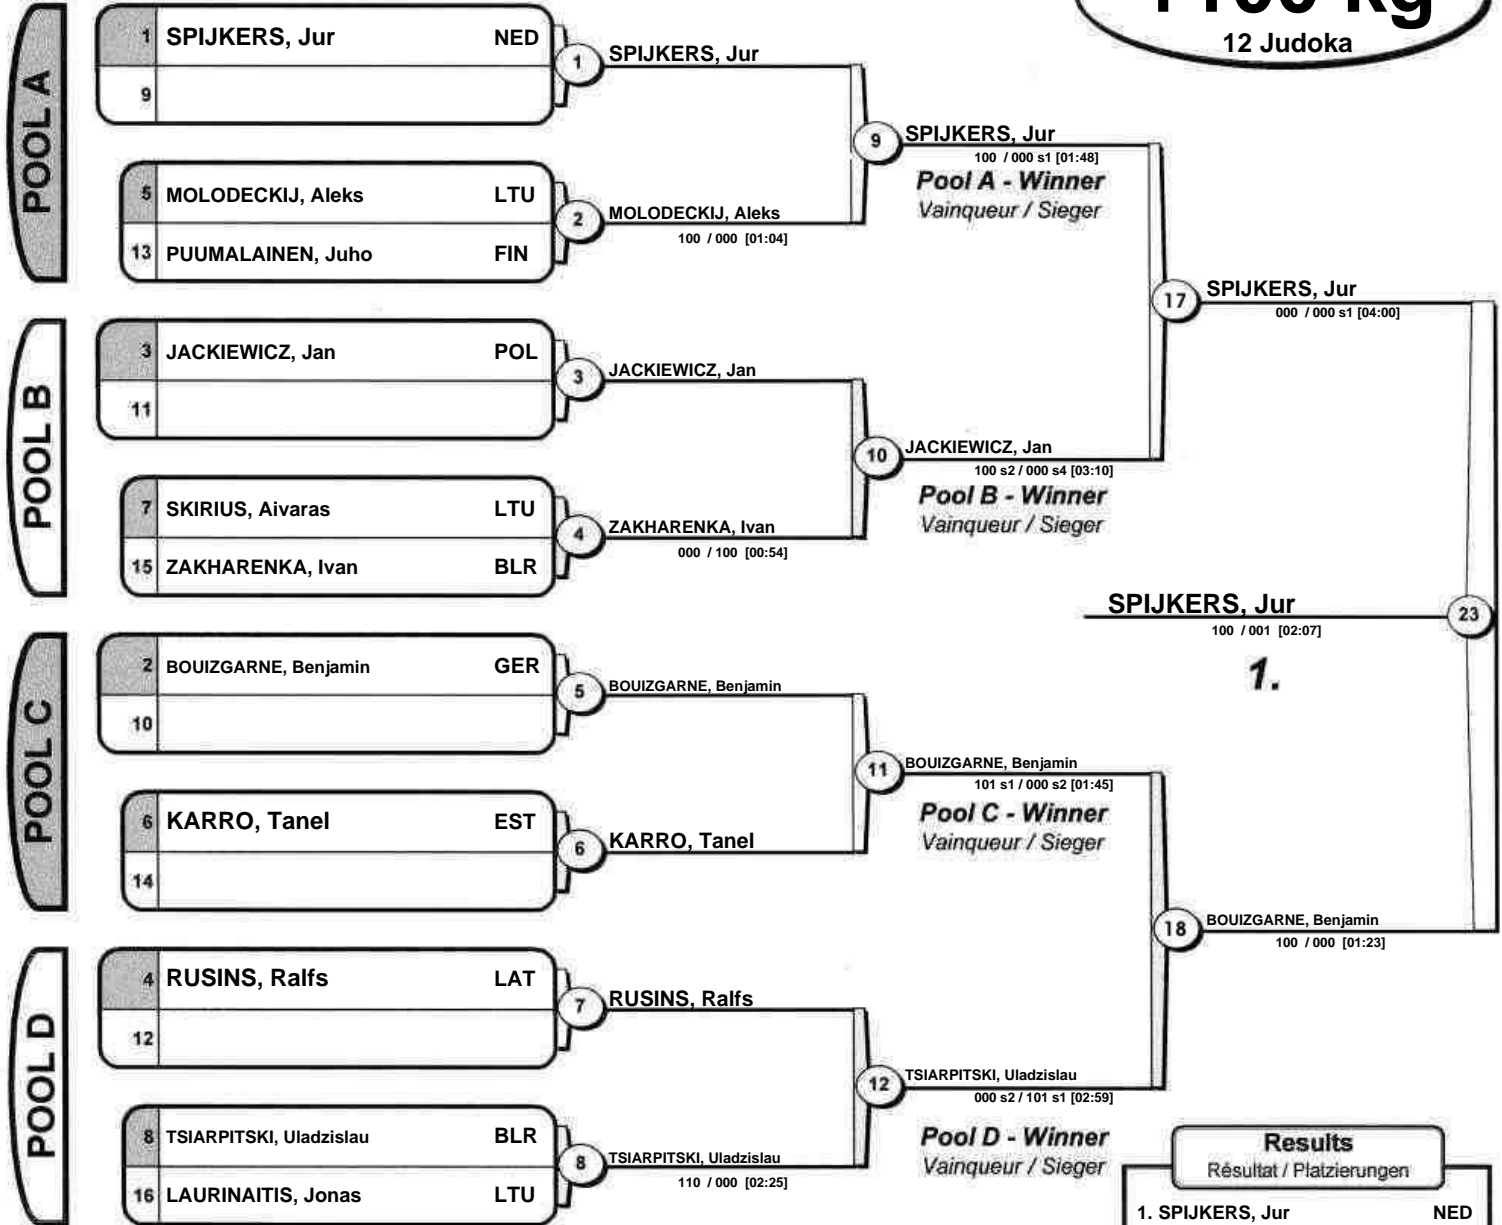 +100 kg
12 Judoka
POOL A
1 SPIJKERS, Jur NED
9
1 SPIJKERS, Jur
5 MOLODECKIJ, Aleks LTU
13 PUUMALAINEN, Juho FIN
2 MOLODECKIJ, Aleks
100 / 000 [01:04]
9 SPIJKERS, Jur
100 / 000 s1 [01:48]
Pool A - Winner
Vainqueur / Sieger
POOL B
3 JACKIEWICZ, Jan POL
11
3 JACKIEWICZ, Jan
7 SKIRIUS, Aivaras LTU
15 ZAKHARENKA, Ivan BLR
4 ZAKHARENKA, Ivan
000 / 100 [00:54]
10 JACKIEWICZ, Jan
100 s2 / 000 s4 [03:10]
Pool B - Winner
Vainqueur / Sieger
17 SPIJKERS, Jur
000 / 000 s1 [04:00]
SPIJKERS, Jur 23
100 / 001 [02:07]
1.
POOL C
2 BOUIZGARNE, Benjamin GER
10
5 BOUIZGARNE, Benjamin
6 KARRO, Tanel EST
14
6 KARRO, Tanel
11 BOUIZGARNE, Benjamin
101 s1 / 000 s2 [01:45]
Pool C - Winner
Vainqueur / Sieger
18 BOUIZGARNE, Benjamin
100 / 000 [01:23]
POOL D
4 RUSINS, Ralfs LAT
12
7 RUSINS, Ralfs
8 TSIARPITSKI, Uladzislau BLR
16 LAURINAITIS, Jonas LTU
8 TSIARPITSKI, Uladzislau
110 / 000 [02:25]
12 TSIARPITSKI, Uladzislau
000 s2 / 101 s1 [02:59]
Pool D - Winner
Vainqueur / Sieger
Results
Résultat / Platzierungen
1. SPIJKERS, Jur NED